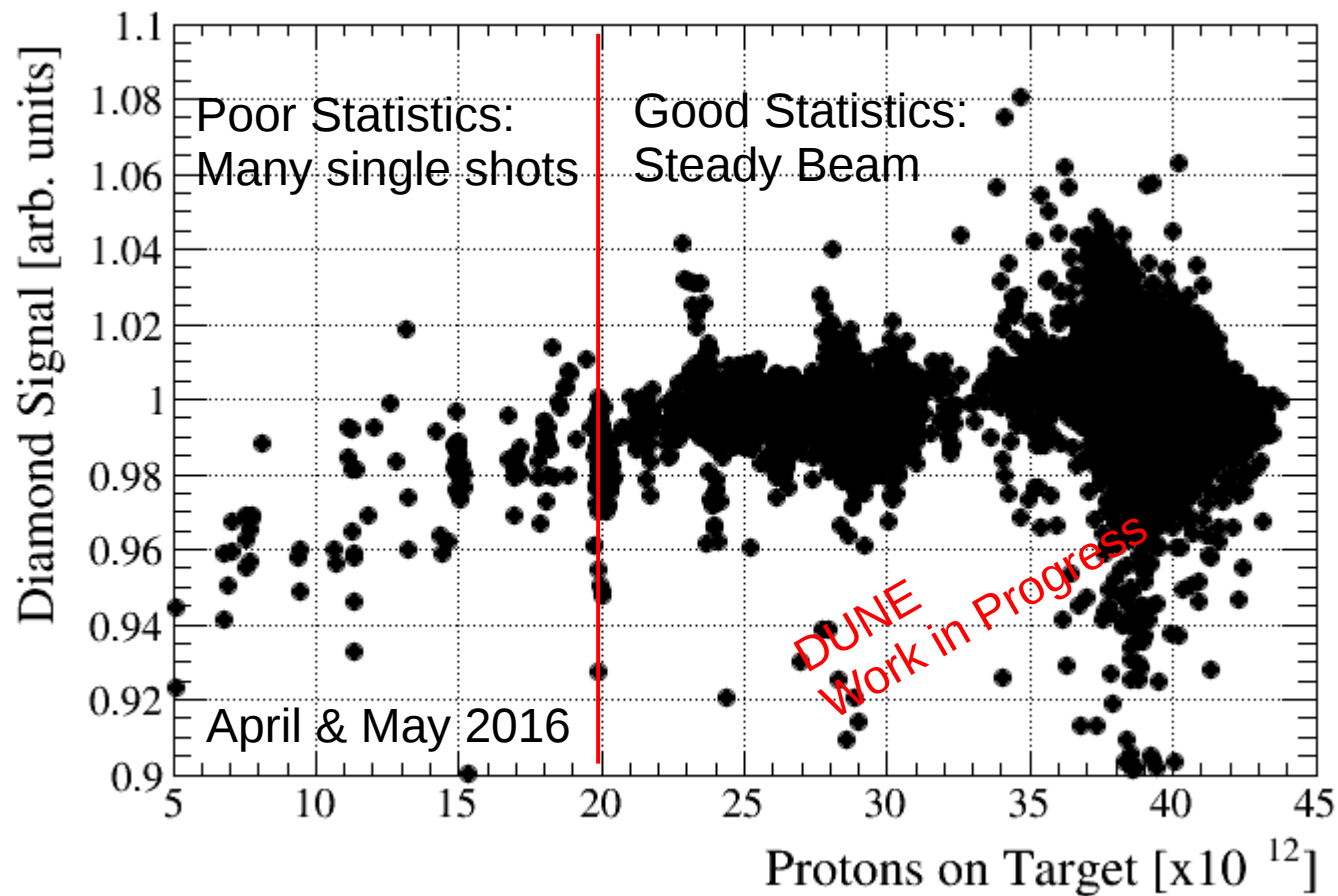 1.1
1.08
1.06
1.04
1.02
1
0.98
0.96
0.94
0.92
0.9
Diamond Signal [arb. units]
Poor Statistics:
Many single shots
Good Statistics:
Steady Beam
DUNE
Work in Progress
April & May 2016
5 10 15 20 25 30 35 40 45
Protons on Target [x10 12]